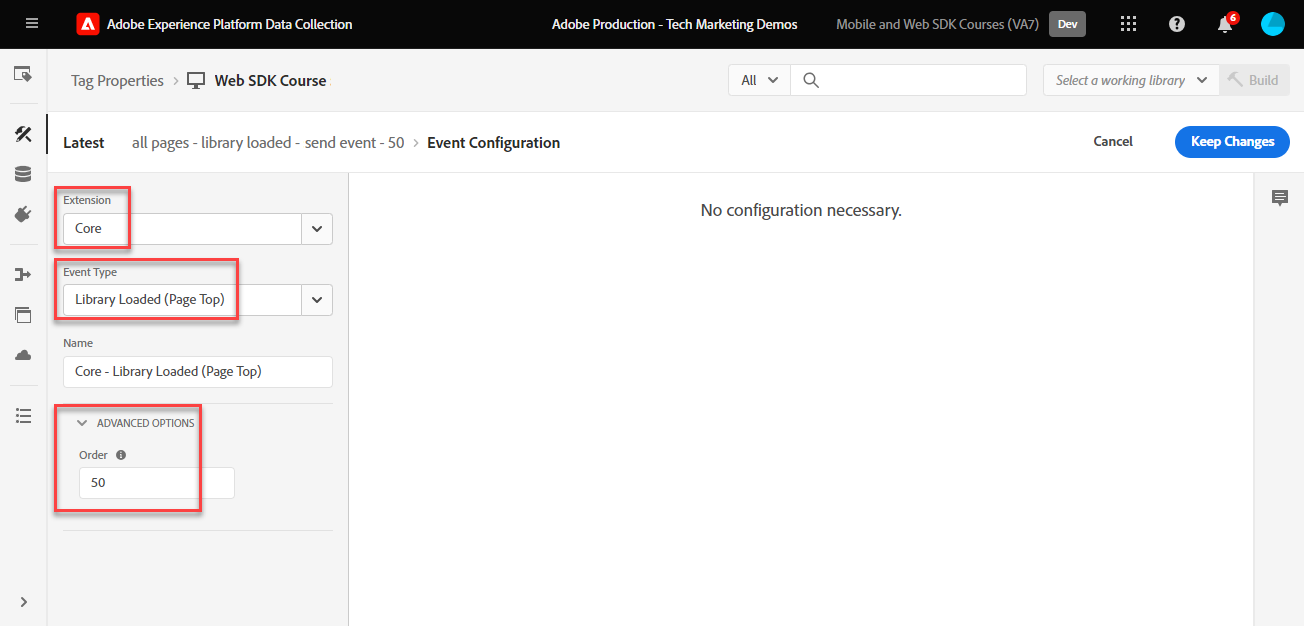 Adobe Experience Platform Data Collection
Adobe Production - Tech Marketing Demos
Mobile and Web SDK Courses (VA7)
Dev
6
Tag Properties
Web SDK Course
All
Select a working library
Build
Latest
all pages - library loaded - send event - 50
Event Configuration
Cancel
Keep Changes
Extension
Core
No configuration necessary.
Event Type
Library Loaded (Page Top)
Name
Core - Library Loaded (Page Top)
ADVANCED OPTIONS
Order
50